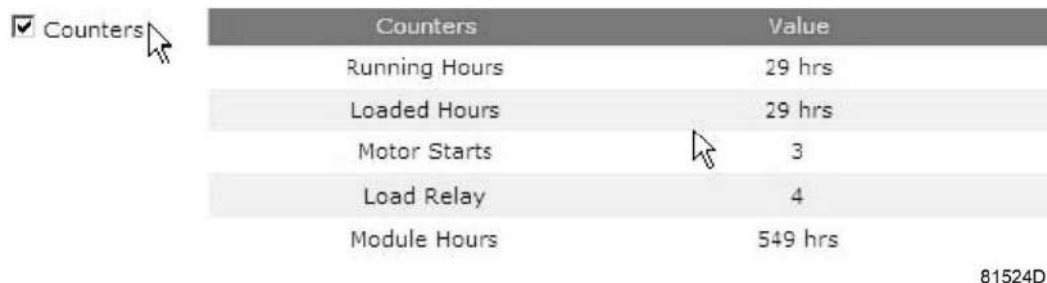 Counters
Counters Value
Running Hours 29 hrs
Loaded Hours 29 hrs
Motor Starts 3
Load Relay 4
Module Hours 549 hrs
81524D